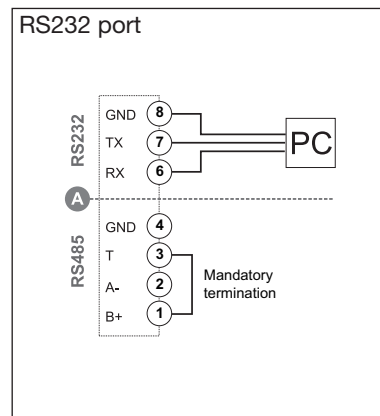 RS232 port
RS232
GND 8
TX 7
RX 6
PC
A
RS485
GND 4
T 3
A- 2
B+ 1
Mandatory
termination